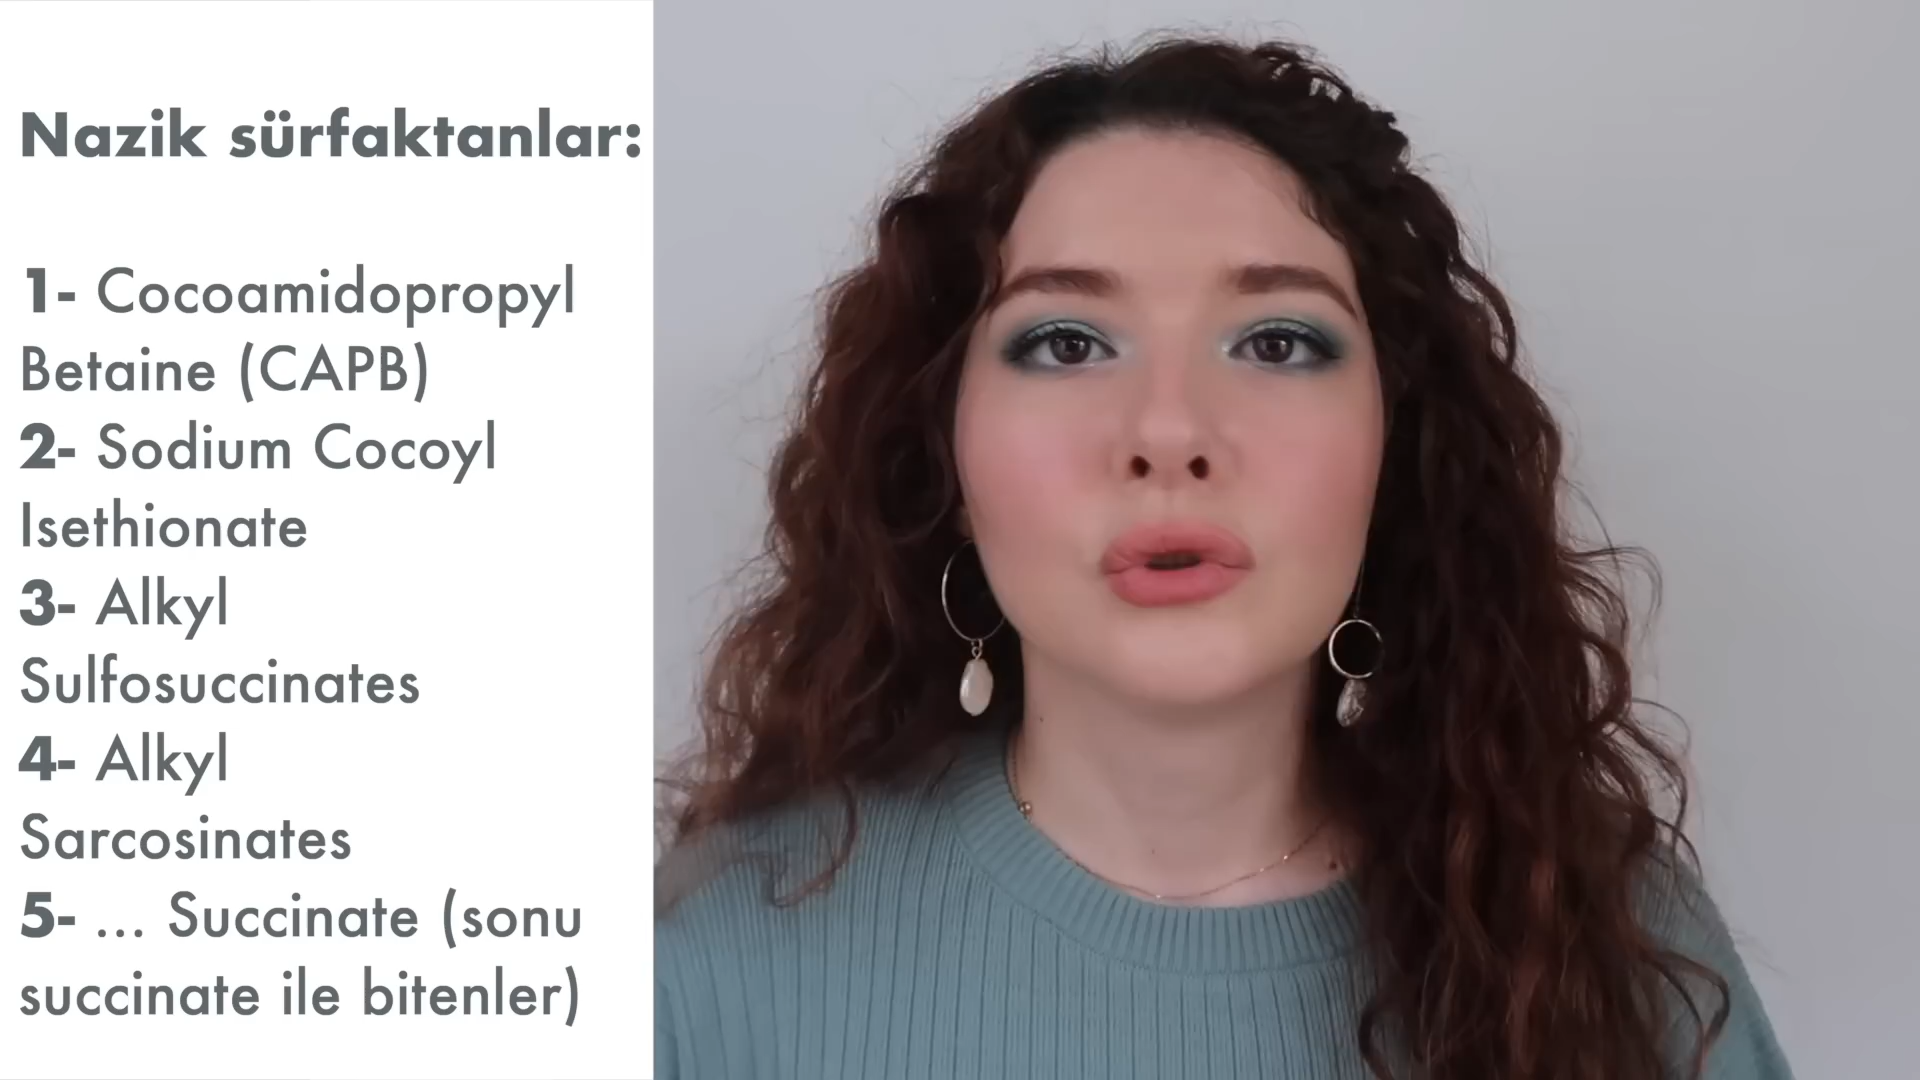 Nazik sürfaktanlar:
1- Cocoamidopropyl
Betaine (CAPB)
2- Sodium Cocoyl
Isethionate
3- Alkyl
Sulfosuccinates
4- Alkyl
Sarcosinates
5- ... Succinate (sonu
succinate ile bitenler)